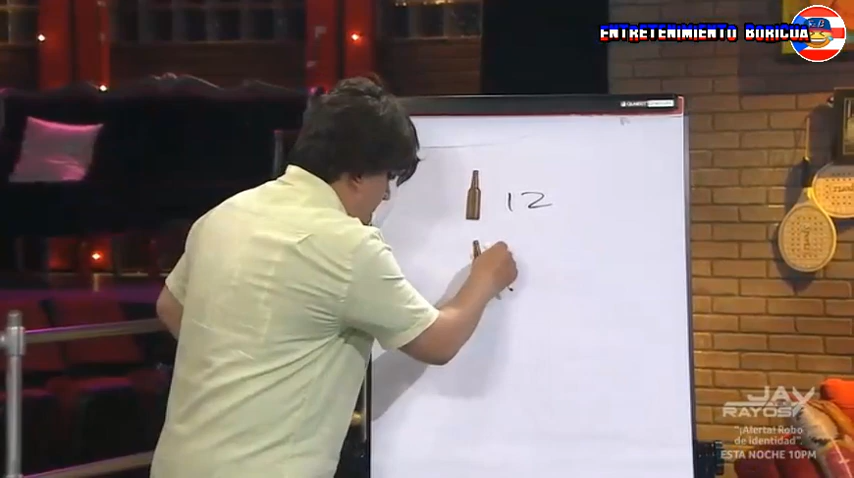 ENTRETENIMIENTO BORICUA
12
JAY
RAYOS X
"¡Alerta! Robo
de identidad"
ESTA NOCHE 10PM